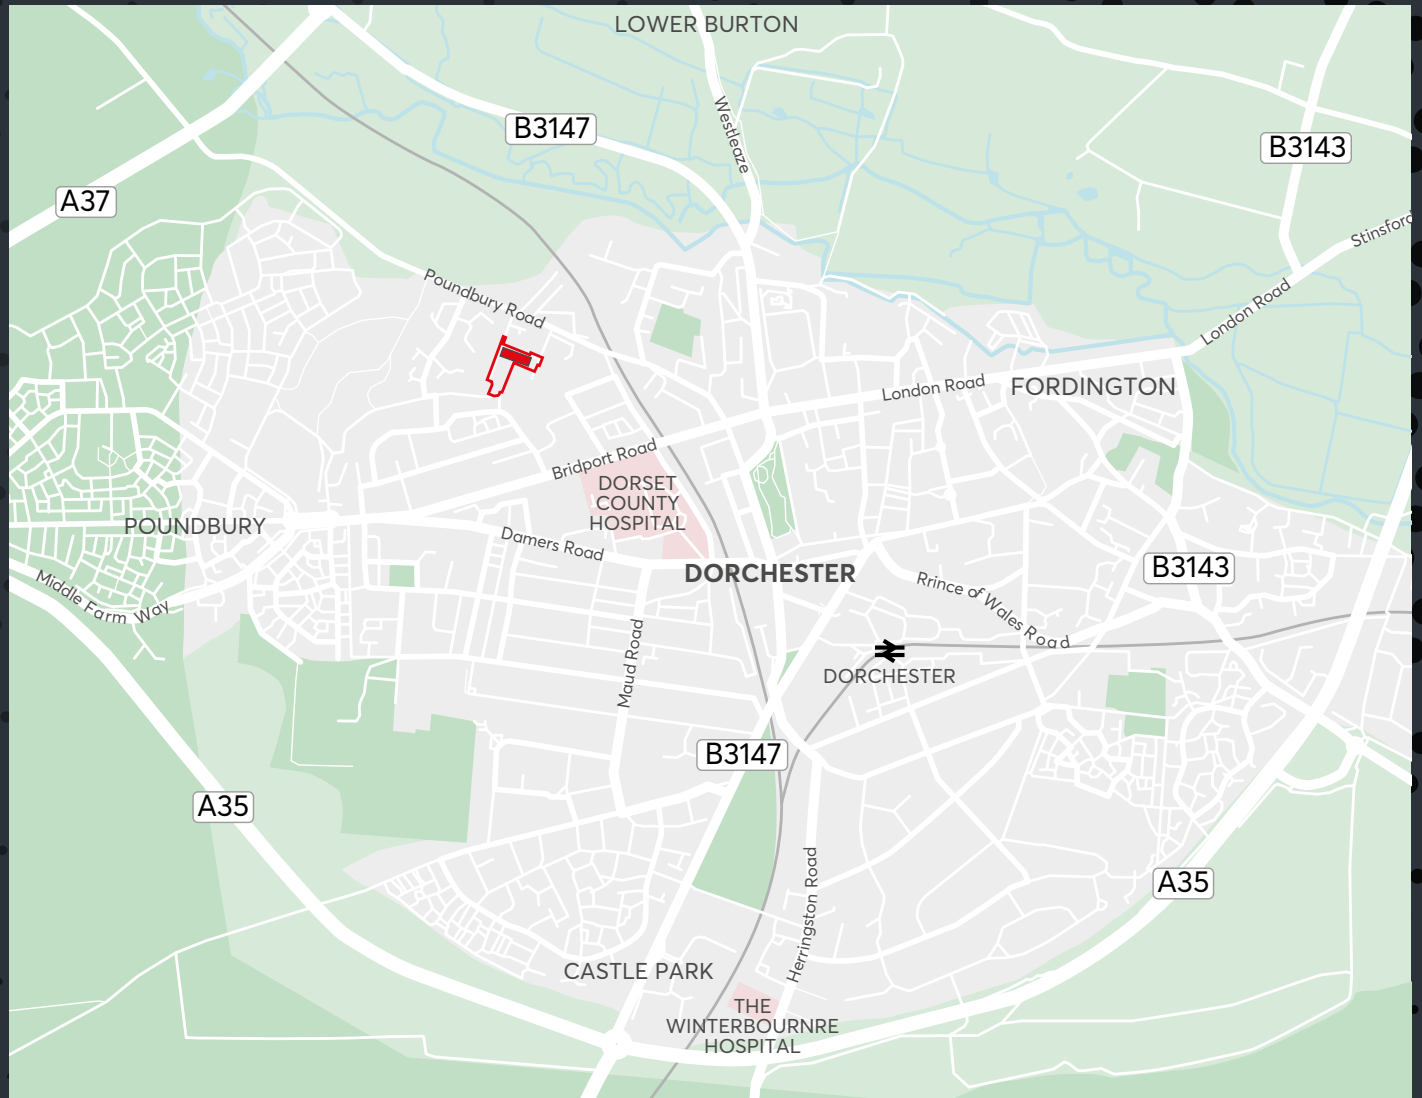 LOWER BURTON
Westleaze
B3147
B3143
A37
Stinsford
Poundbury Road
London Road
London Road
FORDINGTON
Bridport Road
DORSET
COUNTY
HOSPITAL
POUNDBURY
Damers Road
DORCHESTER
B3143
Middle Farm Way
Rrince of Wales Road
Maud Road
DORCHESTER
B3147
A35
A35
Herringston Road
CASTLE PARK
THE
WINTERBOURNRE
HOSPITAL